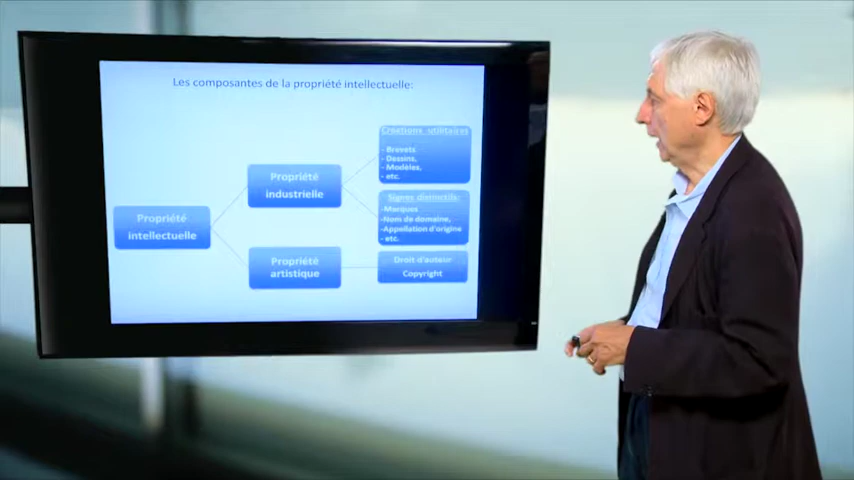 Les composantes de la propriété intellectuelle:
Propriété
intellectuelle
Propriété
industrielle
Propriété
artistique
Créations utilitaires
- Brevets
- Dessins,
- Modèles,
- etc.
Signes distinctifs
- Marques
- Nom de domaine,
- Appellation d'origine
- etc.
Droit d'auteur
Copyright